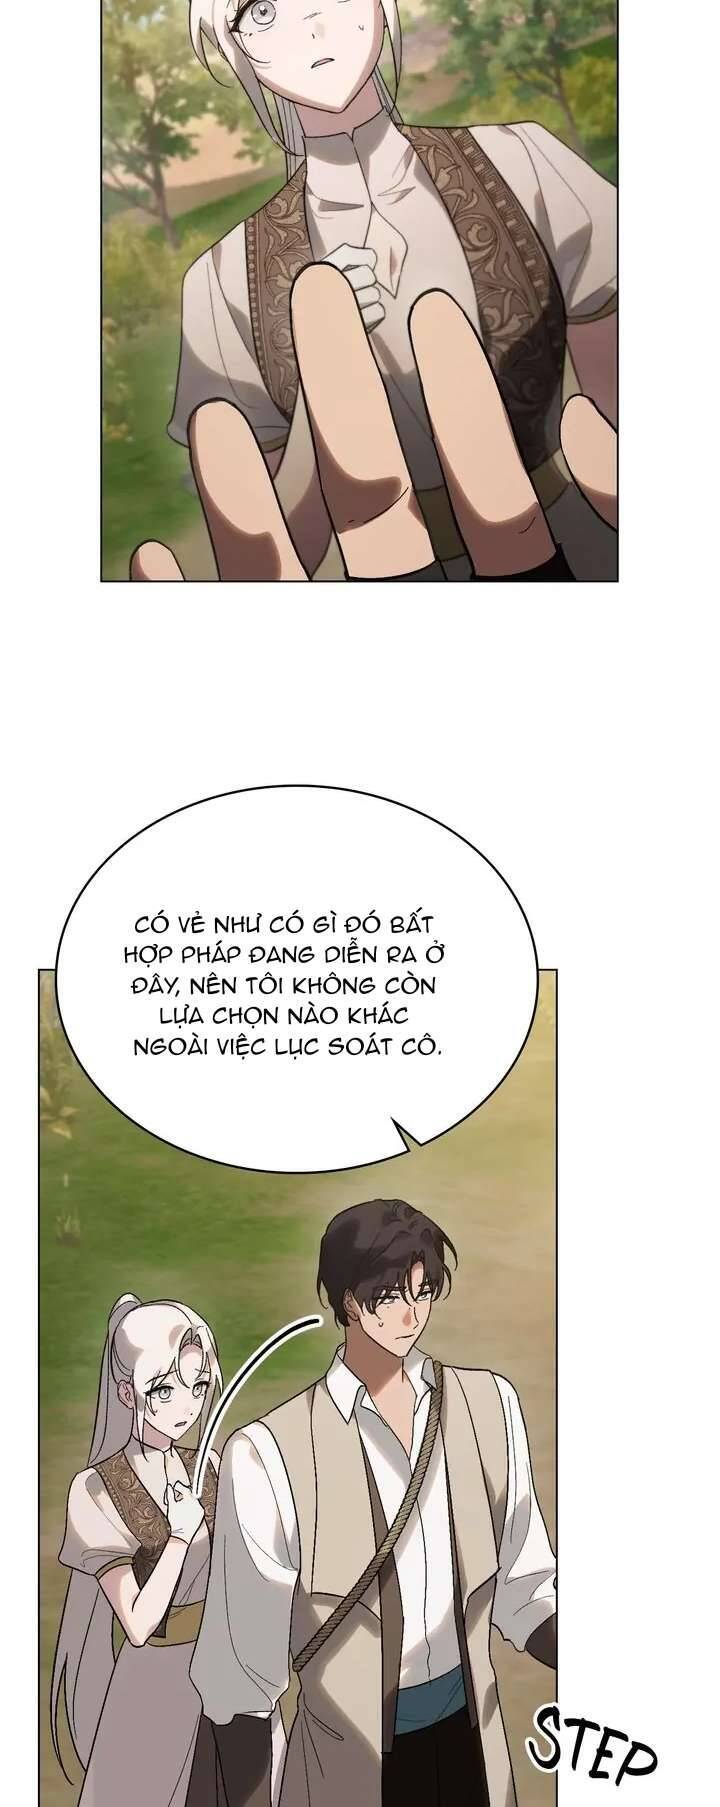 CÓ VẺ NHƯ CÓ GÌ ĐÓ BẤT
HỢP PHÁP ĐANG DIỄN RA Ở
ĐÂY, NÊN TÔI KHÔNG CÒN
LỰA CHỌN NÀO KHÁC
NGOÀI VIỆC LỤC SOÁT CÔ.
STEP